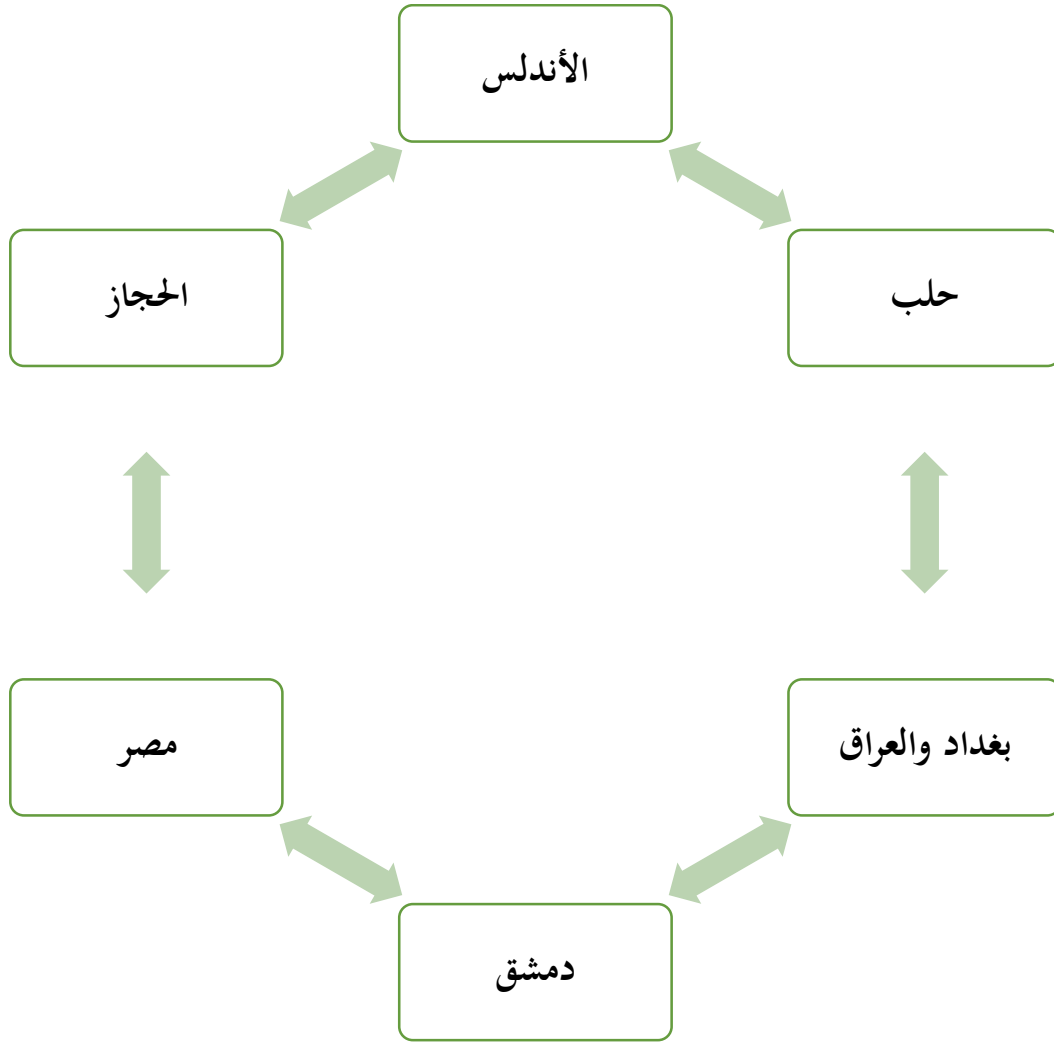 الأندلس
حلب
الحجاز
بغداد والعراق
مصر
دمشق